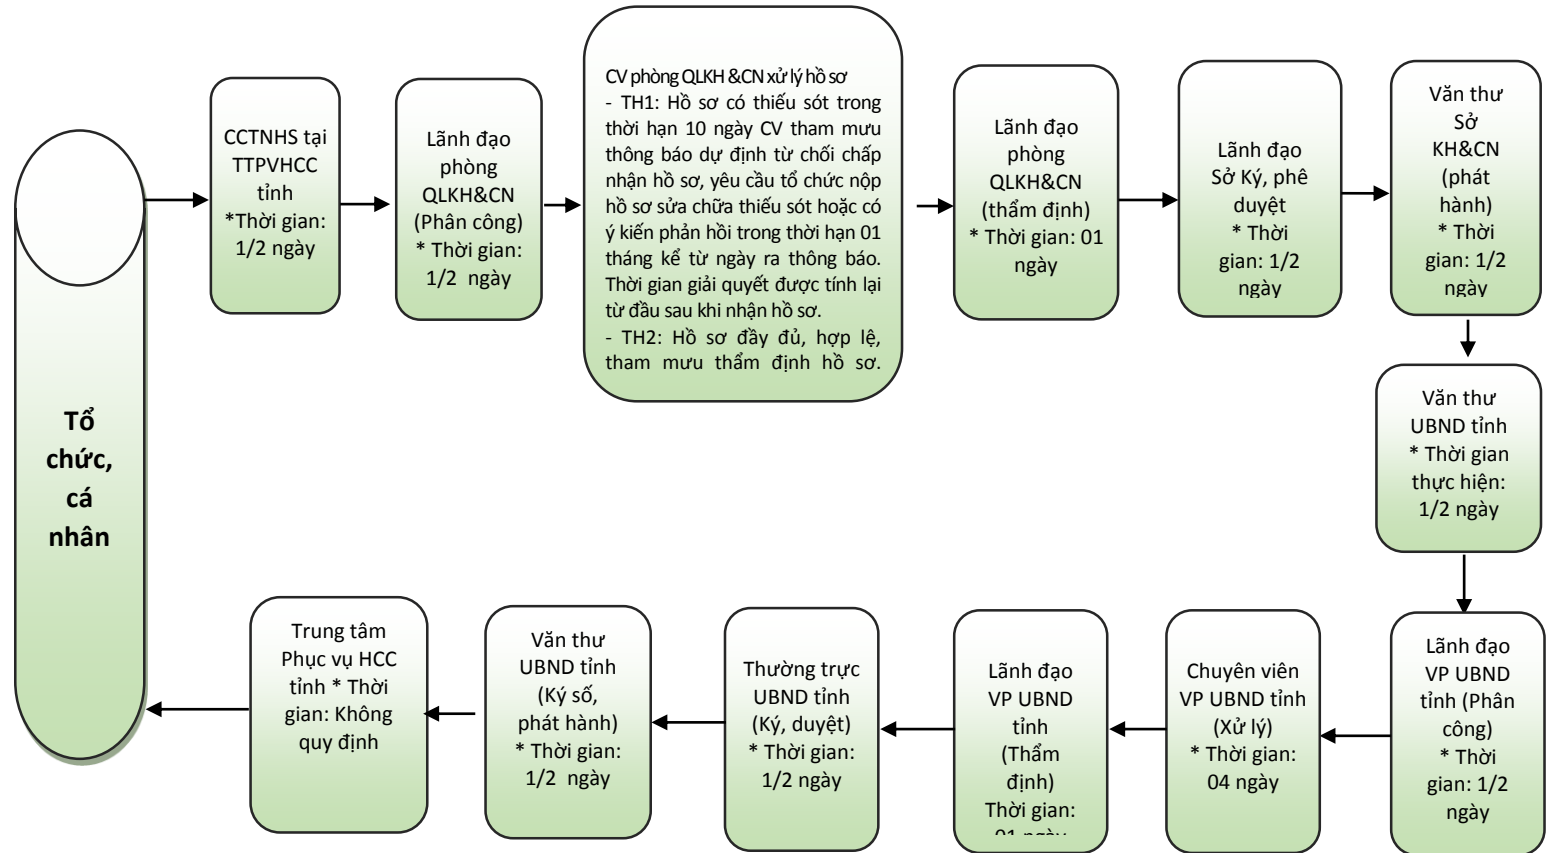 Tổ
chức,
cá
nhân
CCTNHS tại
TTPVHCC
tỉnh
*Thời gian:
1/2 ngày
Lãnh đạo
phòng
QLKH&CN
(Phân công)
* Thời gian:
1/2 ngày
CV phòng QLKH &CN xử lý hồ sơ
- TH1: Hồ sơ có thiếu sót trong
thời hạn 10 ngày CV tham mưu
thông báo dự định từ chối chấp
nhận hồ sơ, yêu cầu tổ chức nộp
hồ sơ sửa chữa thiếu sót hoặc có
ý kiến phản hồi trong thời hạn 01
tháng kể từ ngày ra thông báo.
Thời gian giải quyết được tính lại
từ đầu sau khi nhận hồ sơ.
- TH2: Hồ sơ đầy đủ, hợp lệ,
tham mưu thẩm định hồ sơ.
Lãnh đạo
phòng
QLKH&CN
(thẩm định)
* Thời gian: 01
ngày
Lãnh đạo
Sở Ký, phê
duyệt
* Thời
gian: 1/2
ngày
Văn thư
Sở
KH&CN
(phát
hành)
* Thời
gian: 1/2
ngày
Văn thư
UBND tỉnh
* Thời gian
thực hiện:
1/2 ngày
Lãnh đạo
VP UBND
tỉnh (Phân
công)
* Thời
gian: 1/2
ngày
Chuyên viên
VP UBND tỉnh
(Xử lý)
* Thời gian:
04 ngày
Lãnh đạo
VP UBND
tỉnh
(Thẩm
định)
Thời gian:
01 ngày
Thường trực
UBND tỉnh
(Ký, duyệt)
* Thời gian:
1/2 ngày
Văn thư
UBND tỉnh
(Ký số,
phát hành)
* Thời gian:
1/2 ngày
Trung tâm
Phục vụ HCC
tỉnh * Thời
gian: Không
quy định